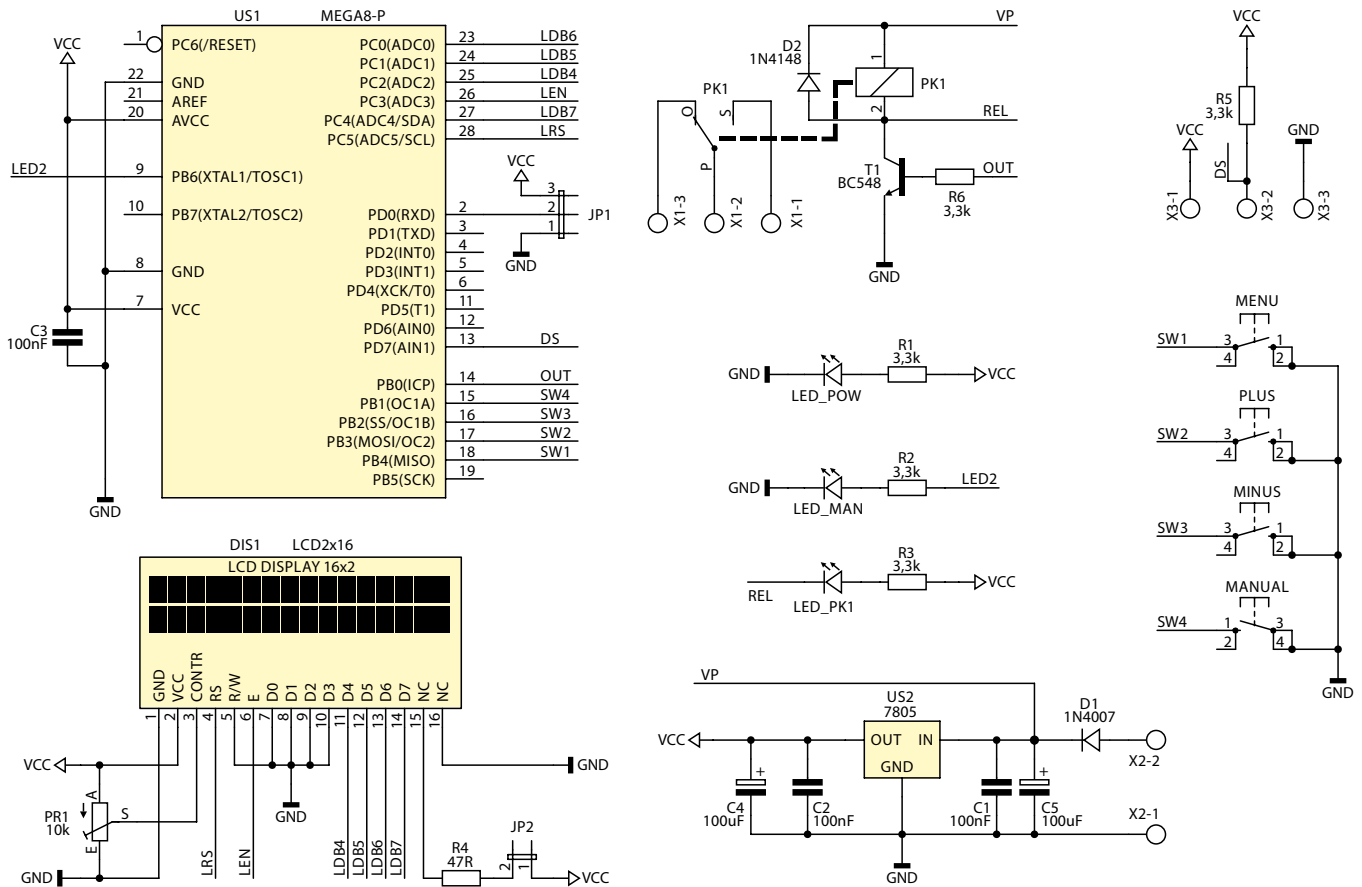 US1 MEGA8-P
VCC
1 PC6(/RESET)
22 GND
21 AREF
20 AVCC
LED2 9 PB6(XTAL1/TOSC1)
10 PB7(XTAL2/TOSC2)
8 GND
7 VCC
C3
100nF
GND
PC0(ADC0) 23 LDB6
PC1(ADC1) 24 LDB5
PC2(ADC2) 25 LDB4
PC3(ADC3) 26 LEN
PC4(ADC4/SDA) 27 LDB7
PC5(ADC5/SCL) 28 LRS
PD0(RXD) 2
PD1(TXD) 3
PD2(INT0) 4
PD3(INT1) 5
PD4(XCK/T0) 6
PD5(T1) 11
PD6(AIN0) 12
PD7(AIN1) 13 DS
PB0(ICP) 14 OUT
PB1(OC1A) 15 SW4
PB2(SS/OC1B) 16 SW3
PB3(MOSI/OC2) 17 SW2
PB4(MISO) 18 SW1
PB5(SCK) 19
VCC
3
2
1
JP1
GND
VP
D2
1N4148
1
2
PK1
PK1
O
S
P
REL
T1
BC548
OUT
R6
3,3k
GND
X1-3
X1-2
X1-1
VCC
R5
3,3k
VCC
GND
DS
X3-1
X3-2
X3-3
GND
LED_POW
R1
3,3k
VCC
GND
LED_MAN
R2
3,3k
LED2
REL
LED_PK1
R3
3,3k
VCC
MENU
SW1 3 1
4 2
PLUS
SW2 3 1
4 2
MINUS
SW3 3 1
4 2
MANUAL
SW4 1 3
2 4
GND
DIS1 LCD2x16
LCD DISPLAY 16x2
GND VCC CONTR RS R/W E D0 D1 D2 D3 D4 D5 D6 D7 NC NC
1 2 3 4 5 6 7 8 9 10 11 12 13 14 15 16
VCC
A
PR1
10k
S
E
GND
LRS
LEN
GND
LDB4
LDB5
LDB6
LDB7
GND
R4
47R
JP2
2 1
VCC
VP
US2
7805
VCC
OUT IN
GND
D1
1N4007
X2-2
X2-1
+
C4
100uF
C2
100nF
C1
100nF
+
C5
100uF
GND